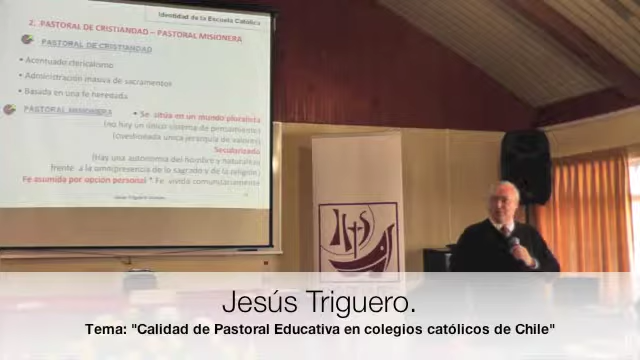 Identidad de la Escuela Católica
2. PASTORAL DE CRISTIANDAD – PASTORAL MISIONERA
PASTORAL DE CRISTIANDAD
• Acentuado clericalismo
• Administración masiva de sacramentos
• Basada en una fe heredada
PASTORAL MISIONERA • Se sitúa en un mundo pluralista
(no hay un único sistema de pensamiento)
(cuestionada única jerarquía de valores)
Secularizada
(Hay una autonomía del hombre y naturaleza
frente a la omnipresencia de lo sagrado y de la religión)
Fe asumida por opción personal * Fe vivida comunitariamente
Jesús Triguero.
Tema: "Calidad de Pastoral Educativa en colegios católicos de Chile"